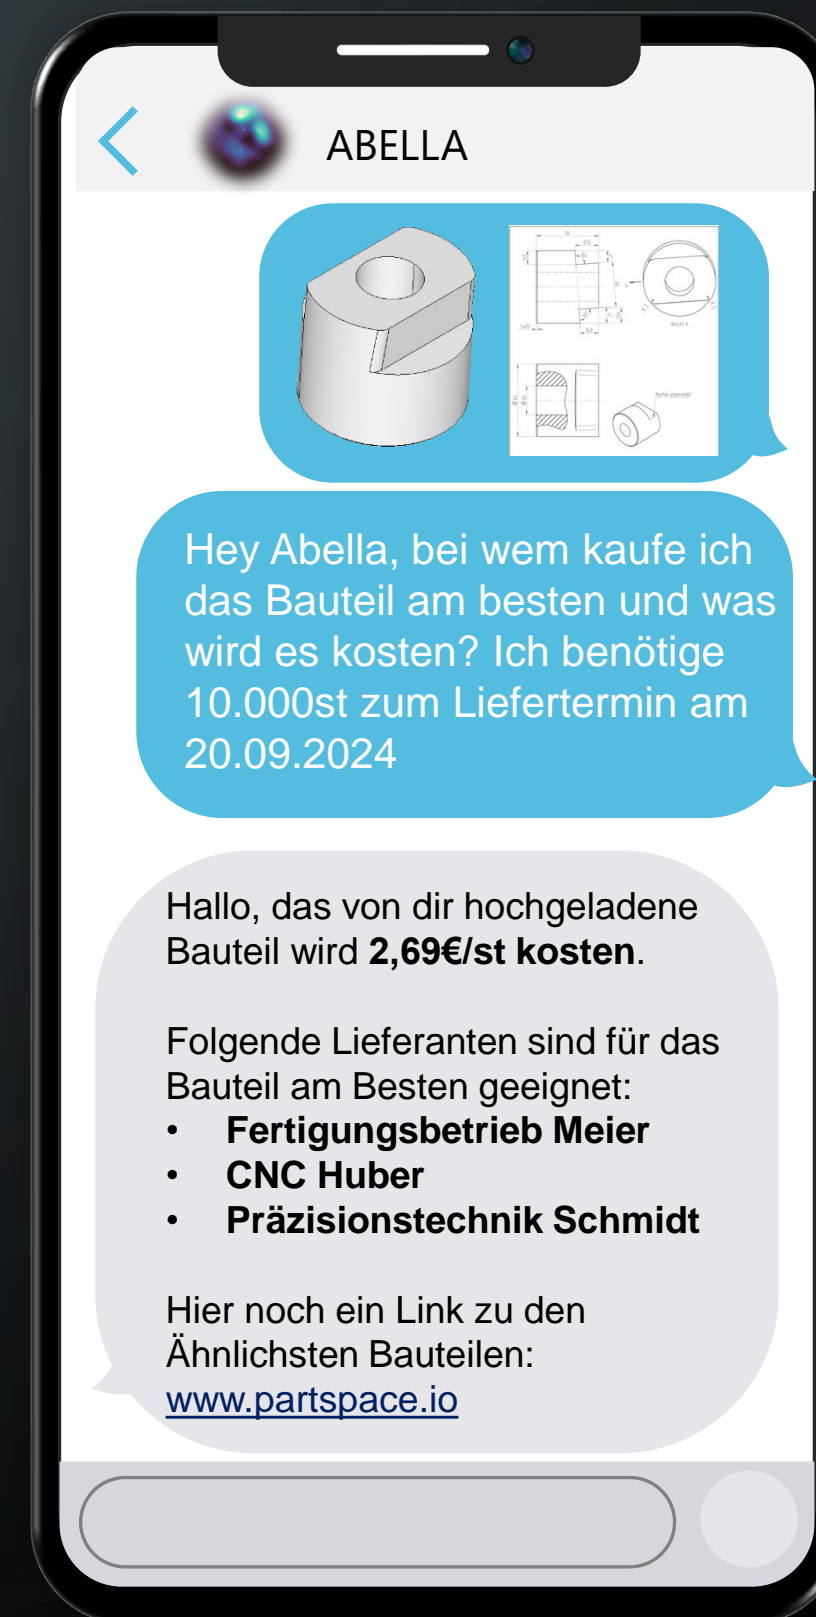 ABELLA
Hey Abella, bei wem kaufe ich
das Bauteil am besten und was
wird es kosten? Ich benötige
10.000st zum Liefertermin am
20.09.2024
Hallo, das von dir hochgeladene
Bauteil wird 2,69€/st kosten.
Folgende Lieferanten sind für das
Bauteil am Besten geeignet:
• Fertigungsbetrieb Meier
• CNC Huber
• Präzisionstechnik Schmidt
Hier noch ein Link zu den
Ähnlichsten Bauteilen:
www.partspace.io